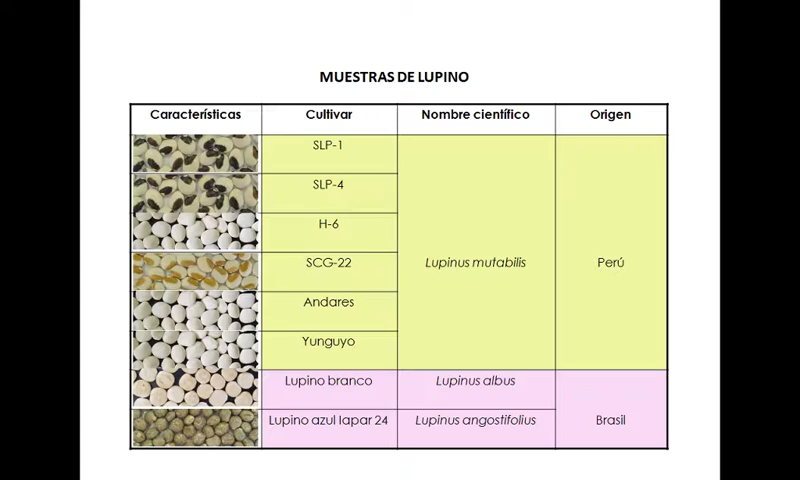 MUESTRAS DE LUPINO
Características Cultivar Nombre científico Origen
SLP-1
SLP-4
H-6
SCG-22 Lupinus mutabilis Perú
Andares
Yunguyo
Lupino branco Lupinus albus
Lupino azul Iapar 24 Lupinus angostifolius Brasil